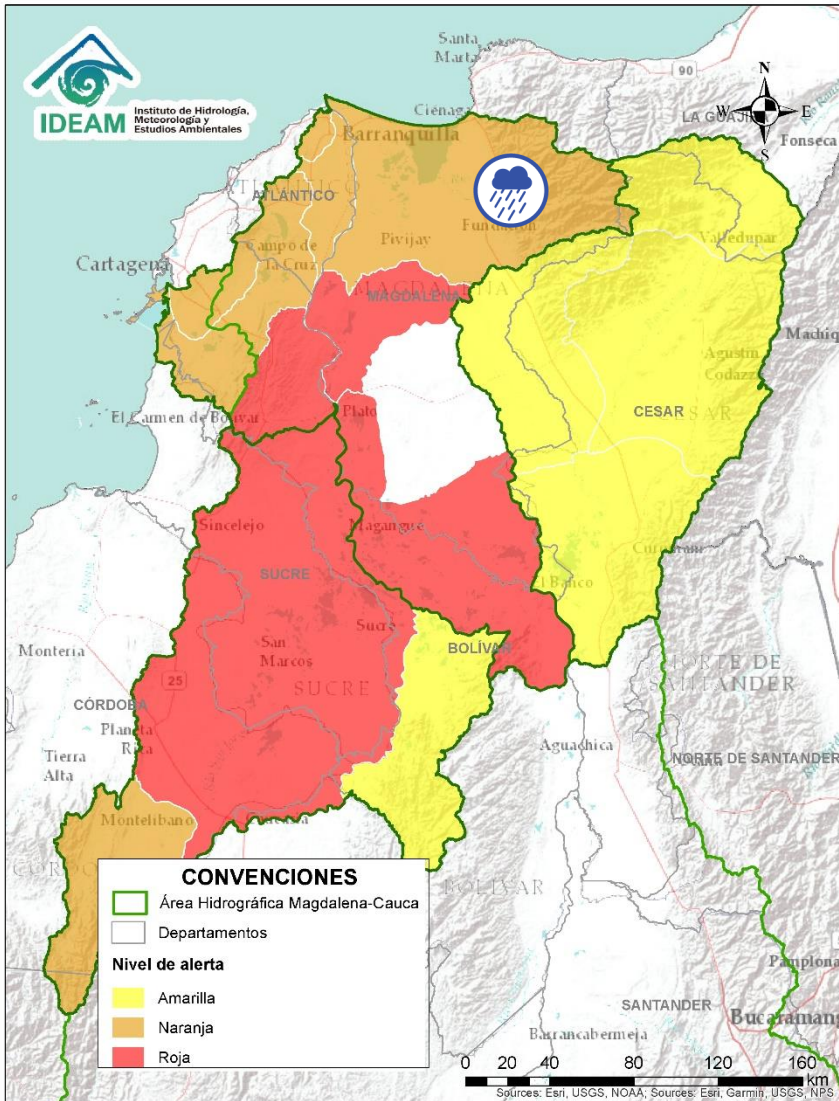 IDEAM
Instituto de Hidrología,
Meteorología y
Estudios Ambientales
Santa
Marta
90
N
W
E
S
LA GUAJI
Fonseca
Ciénaga
Barranquilla
ATLÁNTICO
Fundación
Valledupar
Campo de
la Cruz
Pivijay
Cartagena
MAGDALENA
MAGDALENA
Machiq
Agustín
Codazzi
CESAR
El Carmen de Bolívar
Plato
Sincelejo
Magangué
SUCRE
El Banco
Sucre
BOLÍVAR
San
Marcos
SUCRE
Montería
25
CÓRDOBA
Planeta
Rica
NORTE DE
SANTANDER
Aguachica
NORTE DE SANTANDER
Tierra
Alta
Montelíbano
BOLÍVAR
CONVENCIONES
Área Hidrográfica Magdalena-Cauca
Departamentos
Nivel de alerta
Amarilla
Naranja
Roja
Pamplona
SANTANDER
Bucaramang
Barrancabermeja
0 20 40 80 120 160
km
Sources: Esri, USGS, NOAA; Sources: Esri, Garmin, USGS, NPS